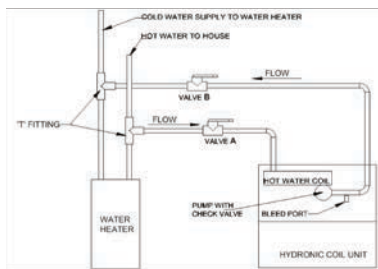 COLD WATER SUPPLY TO WATER HEATER
HOT WATER TO HOUSE
FLOW
VALVE B
'T' FITTING
FLOW
VALVE A
HOT WATER COIL
PUMP WITH
CHECK VALVE
BLEED PORT
WATER
HEATER
HYDRONIC COIL UNIT